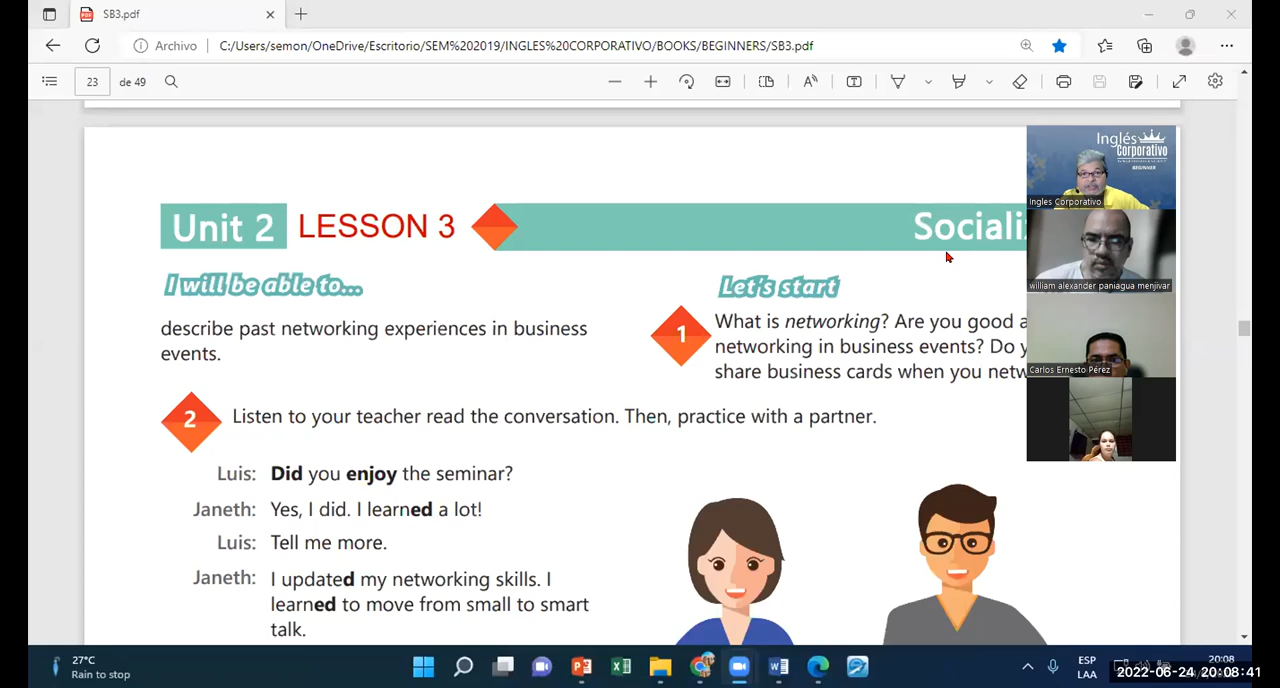 SB3.pdf
Archivo
C:/Users/semon/OneDrive/Escritorio/SEM%202019/INGLES%20CORPORATIVO/BOOKS/BEGINNERS/SB3.pdf
23
de 49
Unit 2
LESSON 3
Sociali
I will be able to...
describe past networking experiences in business
events.
Let's start
1
What is networking? Are you good a
networking in business events? Do y
share business cards when you netw
2
Listen to your teacher read the conversation. Then, practice with a partner.
Luis: Did you enjoy the seminar?
Janeth: Yes, I did. I learned a lot!
Luis: Tell me more.
Janeth: I updated my networking skills. I
learned to move from small to smart
talk.
Inglés
Corporativo
BEGINNER
Ingles Corporativo
william alexander paniagua menjivar
Carlos Ernesto Pérez
27°C
Rain to stop
ESP
LAA
20:08
2022-06-24 20:08:41